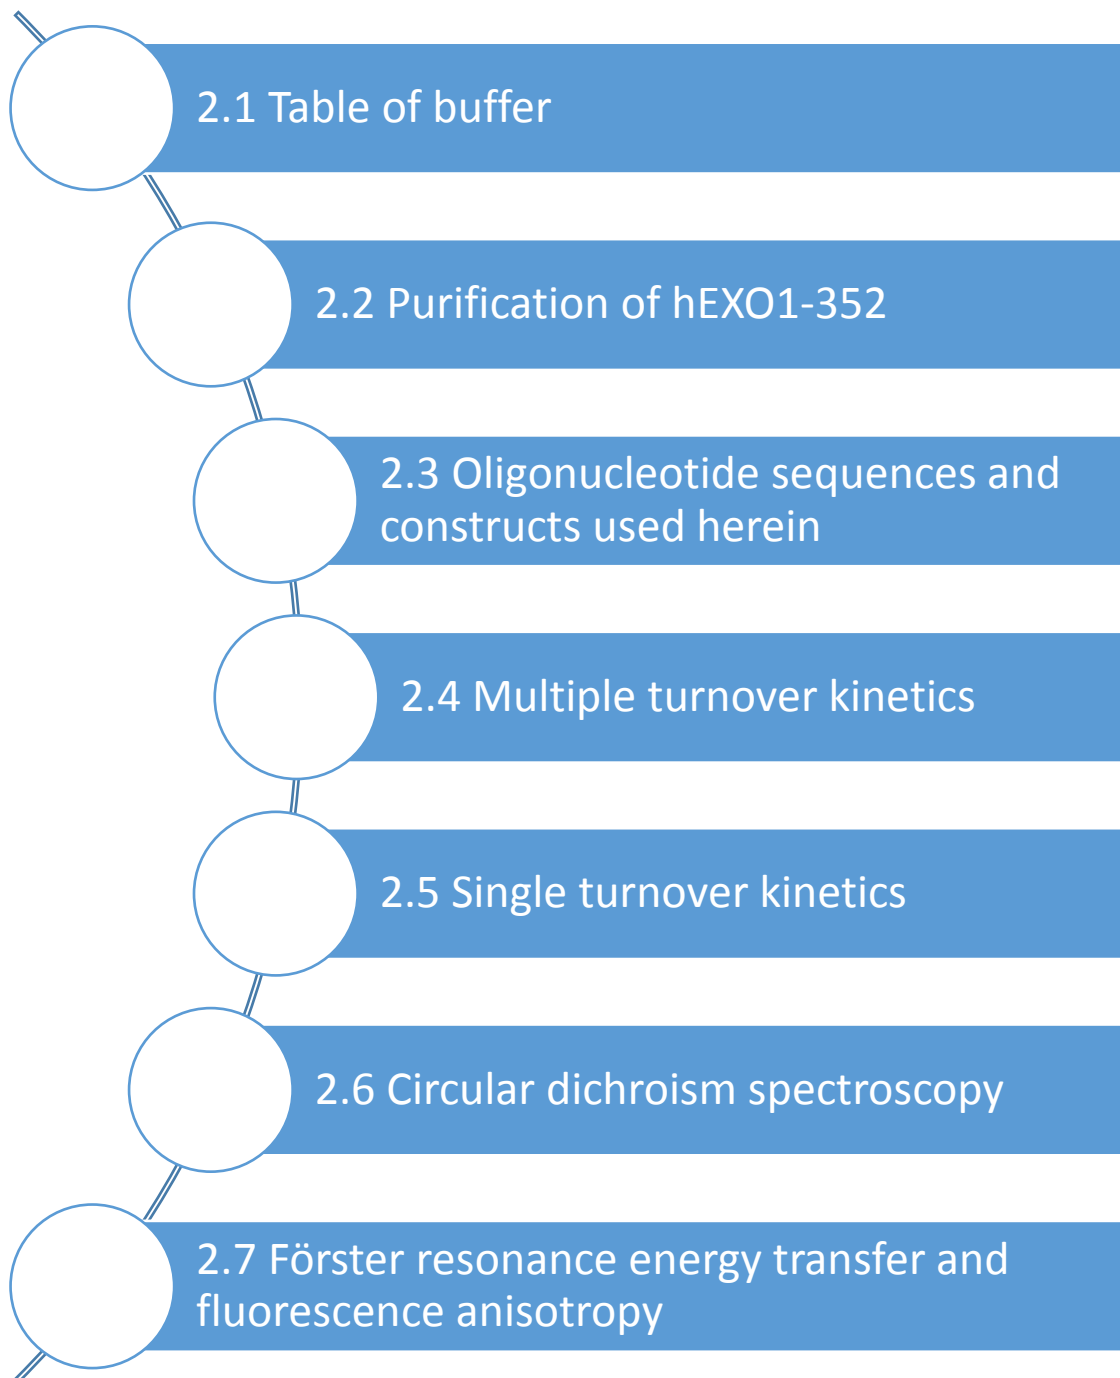 2.1 Table of buffer
2.2 Purification of hEXO1-352
2.3 Oligonucleotide sequences and
constructs used herein
2.4 Multiple turnover kinetics
2.5 Single turnover kinetics
2.6 Circular dichroism spectroscopy
2.7 Förster resonance energy transfer and
fluorescence anisotropy